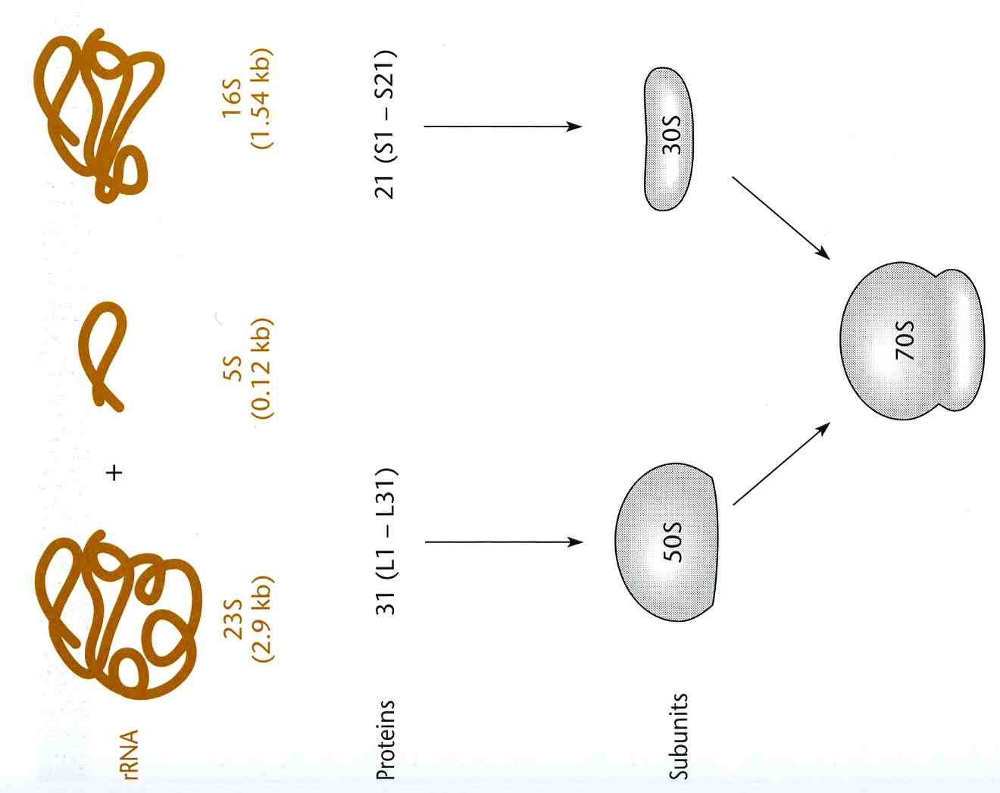 rRNA
+
23S
(2.9 kb)
5S
(0.12 kb)
16S
(1.54 kb)
Proteins
31 (L1 – L31)
21 (S1 – S21)
Subunits
50S
30S
70S